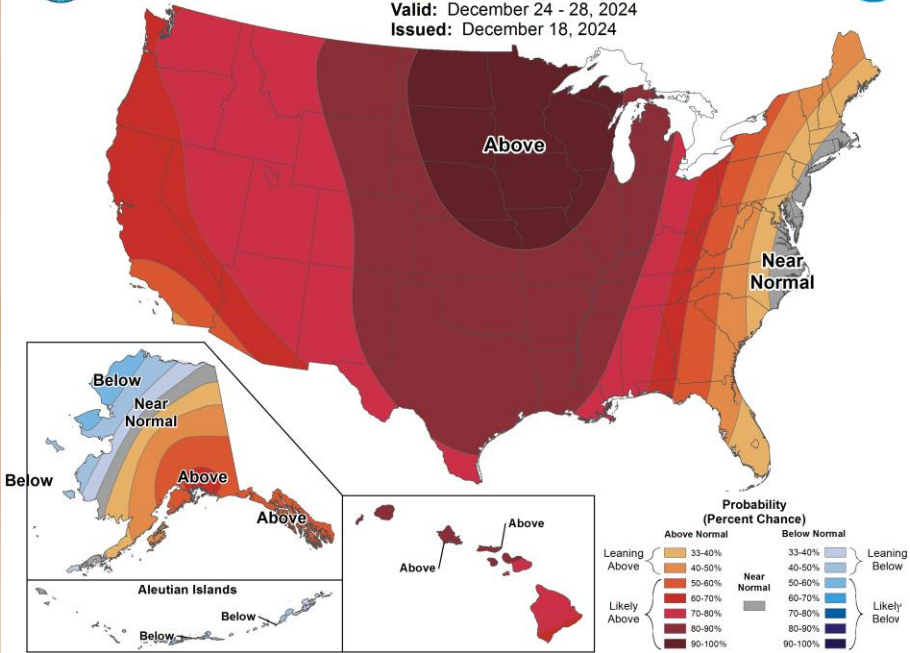 Valid: December 24 - 28, 2024
Issued: December 18, 2024
Above
Near
Normal
Below
Near
Normal
Below
Above
Above
Aleutian Islands
Below
Below
Above
Above
Probability
(Percent Chance)
Above Normal
Below Normal
Leaning
Above
33-40%
40-50%
Likely
Above
50-60%
60-70%
70-80%
80-90%
90-100%
Near
Normal
33-40%
40-50%
Leaning
Below
50-60%
60-70%
70-80%
80-90%
90-100%
Likely
Below